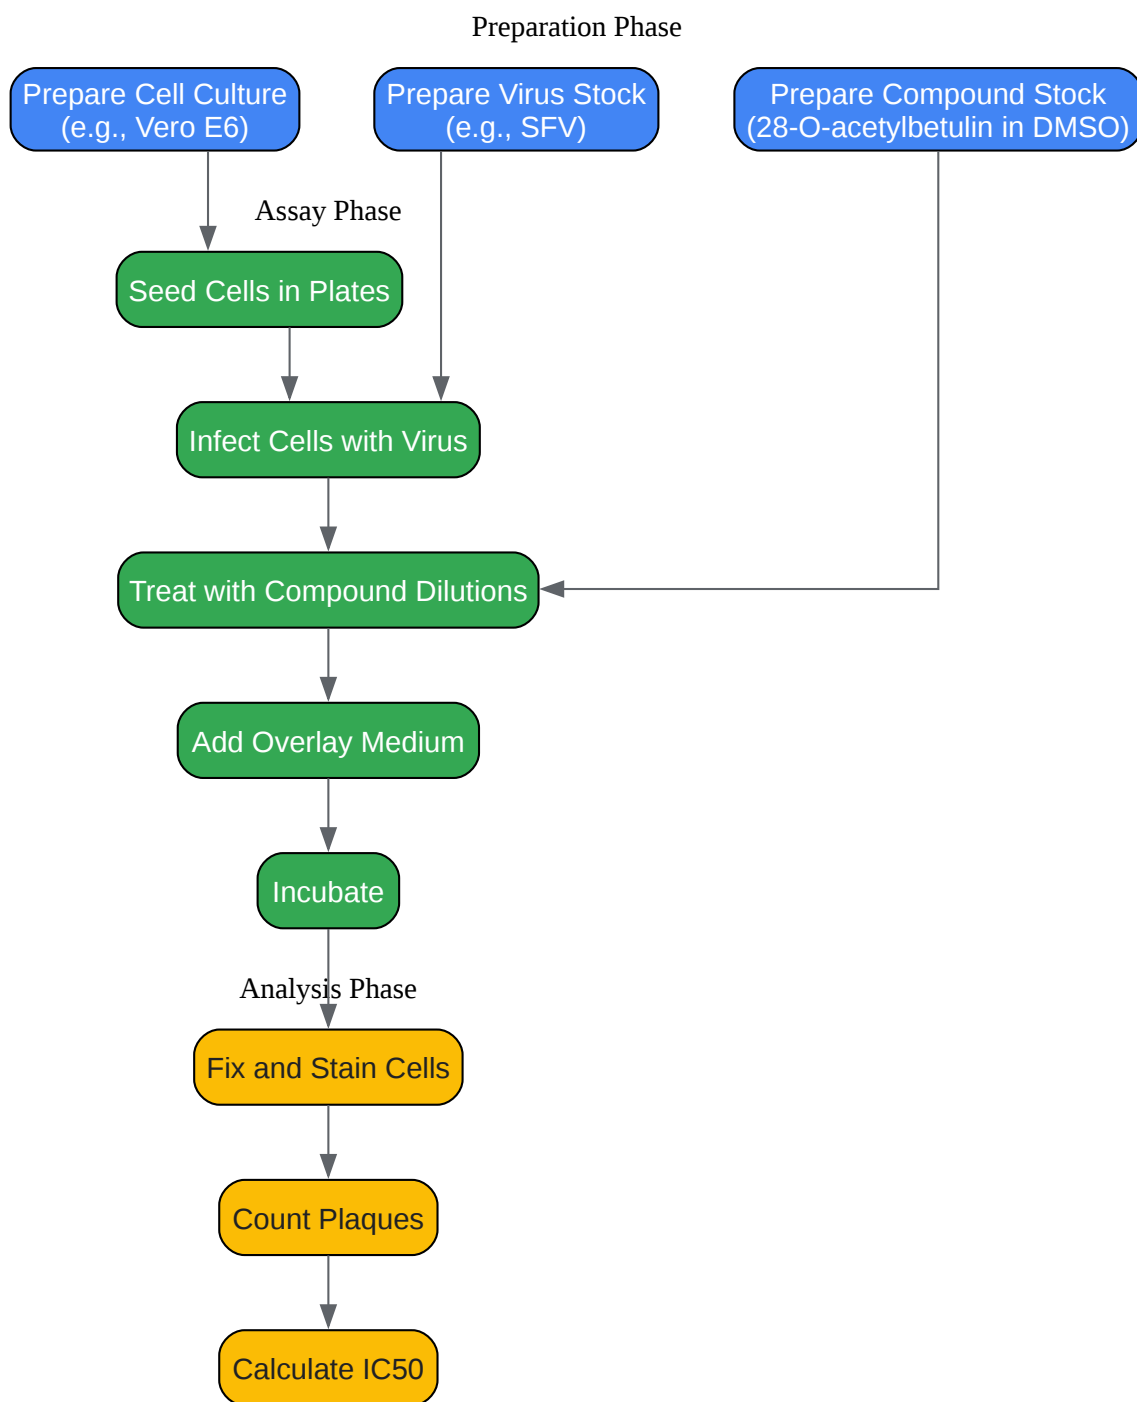 Preparation Phase
Prepare Cell Culture
(e.g., Vero E6)
Prepare Virus Stock
(e.g., SFV)
Prepare Compound Stock
(28-O-acetylbetulin in DMSO)
Assay Phase
Seed Cells in Plates
Infect Cells with Virus
Treat with Compound Dilutions
Add Overlay Medium
Incubate
Analysis Phase
Fix and Stain Cells
Count Plaques
Calculate IC50